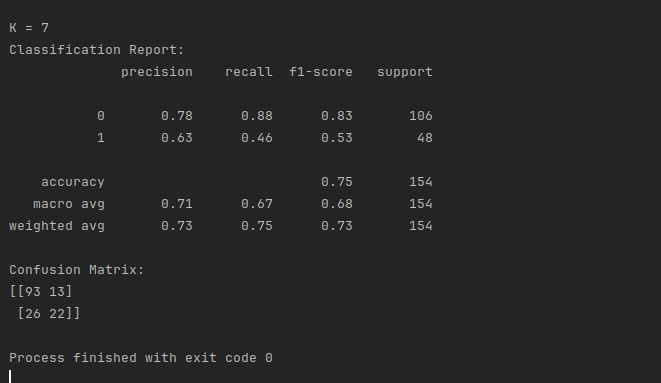 K = 7
Classification Report:
              precision    recall  f1-score   support

           0       0.78      0.88      0.83       106
           1       0.63      0.46      0.53        48

    accuracy                           0.75       154
   macro avg       0.71      0.67      0.68       154
weighted avg       0.73      0.75      0.73       154

Confusion Matrix:
[[93 13]
 [26 22]]

Process finished with exit code 0